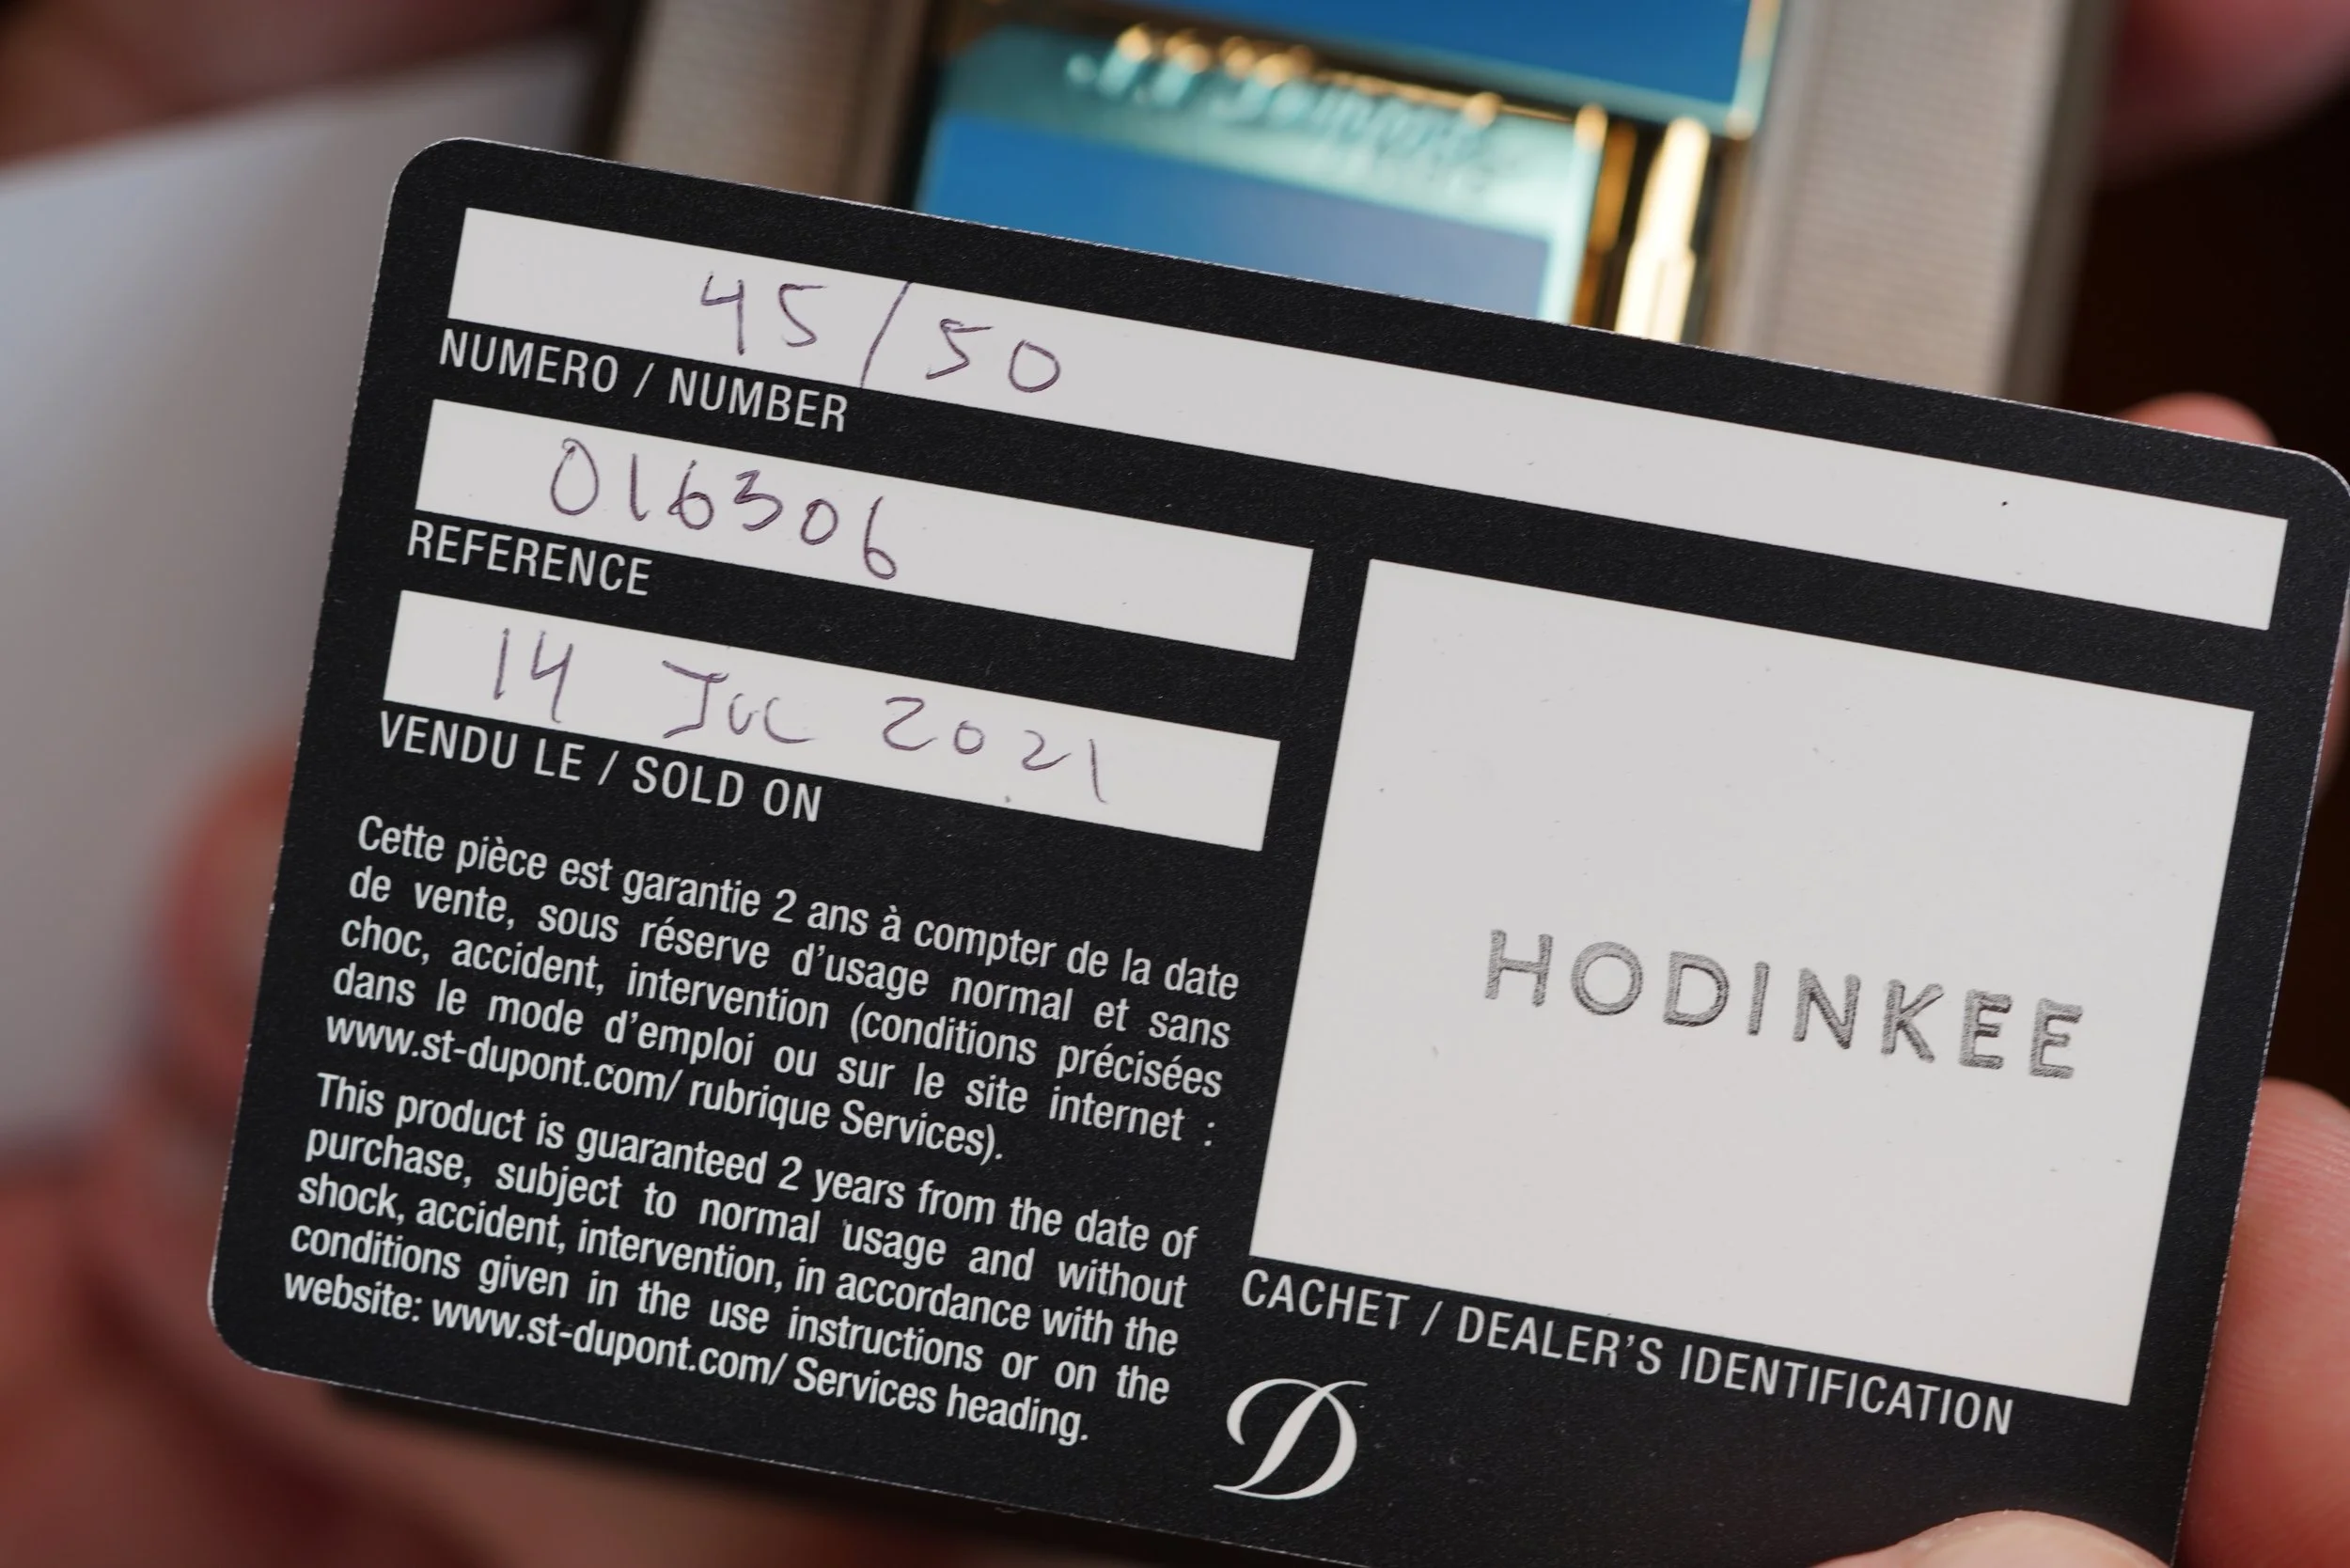 S.T. Dupont
45/50
NUMERO / NUMBER
016306
REFERENCE
14 JUL 2021
VENDU LE / SOLD ON
Cette pièce est garantie 2 ans à compter de la date
de vente, sous réserve d'usage normal et sans
choc, accident, intervention (conditions précisées
dans le mode d'emploi ou sur le site internet :
www.st-dupont.com/ rubrique Services).
This product is guaranteed 2 years from the date of
purchase, subject to normal usage and without
shock, accident, intervention, in accordance with the
conditions given in the use instructions or on the
website: www.st-dupont.com/ Services heading.
HODINKEE
CACHET / DEALER'S IDENTIFICATION
D